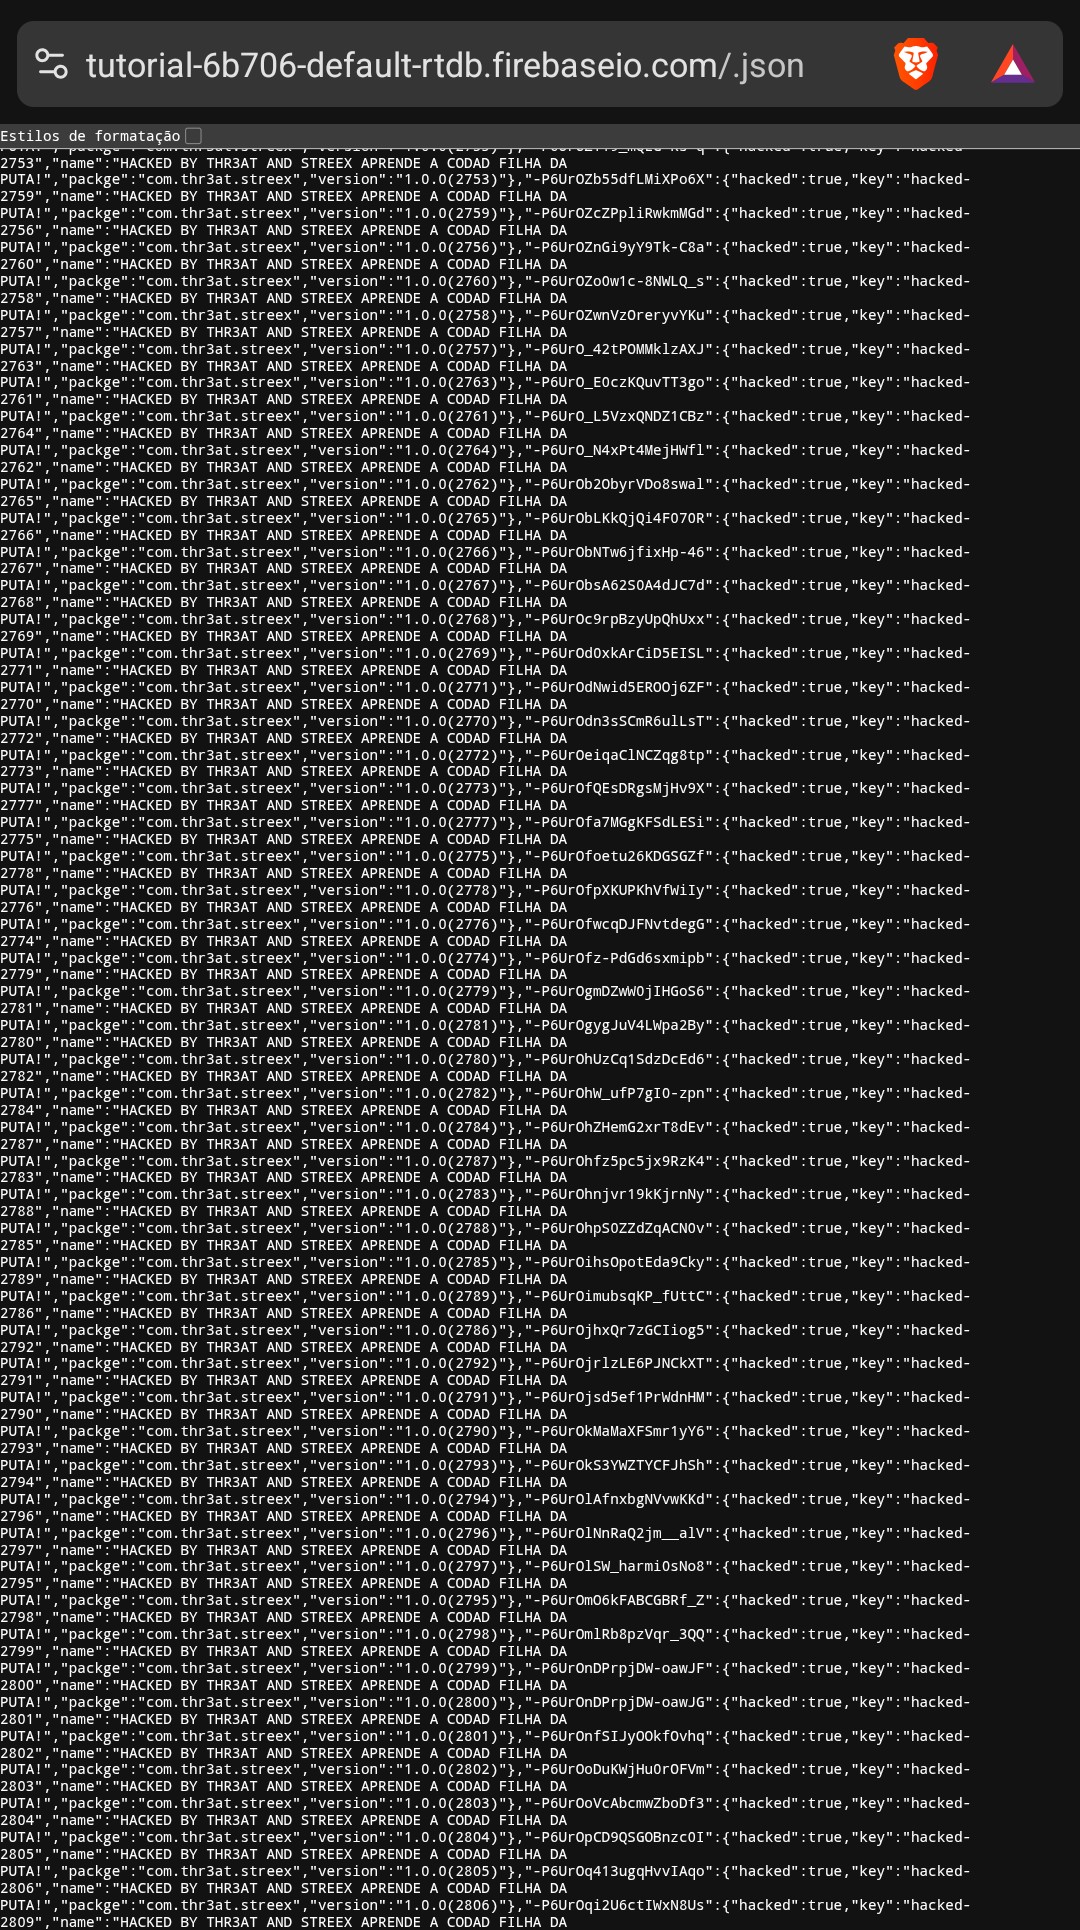 tutorial-6b706-default-rtdb.firebaseio.com/.json
Estilos de formatação
2753","name":"HACKED BY THR3AT AND STREEX APRENDE A CODAD FILHA DA
PUTA!","packge":"com.thr3at.streex","version":"1.0.0(2753)"},"-P6UrOZb55dfLMiXPo6X":{"hacked":true,"key":"hacked-
2759","name":"HACKED BY THR3AT AND STREEX APRENDE A CODAD FILHA DA
PUTA!","packge":"com.thr3at.streex","version":"1.0.0(2759)"},"-P6UrOZcZPpliRwkmMGd":{"hacked":true,"key":"hacked-
2756","name":"HACKED BY THR3AT AND STREEX APRENDE A CODAD FILHA DA
PUTA!","packge":"com.thr3at.streex","version":"1.0.0(2756)"},"-P6UrOZnGi9yY9Tk-C8a":{"hacked":true,"key":"hacked-
2760","name":"HACKED BY THR3AT AND STREEX APRENDE A CODAD FILHA DA
PUTA!","packge":"com.thr3at.streex","version":"1.0.0(2760)"},"-P6UrOZo0w1c-8NWLQ_s":{"hacked":true,"key":"hacked-
2758","name":"HACKED BY THR3AT AND STREEX APRENDE A CODAD FILHA DA
PUTA!","packge":"com.thr3at.streex","version":"1.0.0(2758)"},"-P6UrOZwnVzOreryvYKu":{"hacked":true,"key":"hacked-
2757","name":"HACKED BY THR3AT AND STREEX APRENDE A CODAD FILHA DA
PUTA!","packge":"com.thr3at.streex","version":"1.0.0(2757)"},"-P6UrO_42tPOMMklzAXJ":{"hacked":true,"key":"hacked-
2763","name":"HACKED BY THR3AT AND STREEX APRENDE A CODAD FILHA DA
PUTA!","packge":"com.thr3at.streex","version":"1.0.0(2763)"},"-P6UrO_E0czKQuvTT3go":{"hacked":true,"key":"hacked-
2761","name":"HACKED BY THR3AT AND STREEX APRENDE A CODAD FILHA DA
PUTA!","packge":"com.thr3at.streex","version":"1.0.0(2761)"},"-P6UrO_L5VzxQNDZ1CBz":{"hacked":true,"key":"hacked-
2764","name":"HACKED BY THR3AT AND STREEX APRENDE A CODAD FILHA DA
PUTA!","packge":"com.thr3at.streex","version":"1.0.0(2764)"},"-P6UrO_N4xPt4MejHWfl":{"hacked":true,"key":"hacked-
2762","name":"HACKED BY THR3AT AND STREEX APRENDE A CODAD FILHA DA
PUTA!","packge":"com.thr3at.streex","version":"1.0.0(2762)"},"-P6UrOb2ObyrVDo8swal":{"hacked":true,"key":"hacked-
2765","name":"HACKED BY THR3AT AND STREEX APRENDE A CODAD FILHA DA
PUTA!","packge":"com.thr3at.streex","version":"1.0.0(2765)"},"-P6UrObLKkQjQi4F070R":{"hacked":true,"key":"hacked-
2766","name":"HACKED BY THR3AT AND STREEX APRENDE A CODAD FILHA DA
PUTA!","packge":"com.thr3at.streex","version":"1.0.0(2766)"},"-P6UrObNTw6jfixHp-46":{"hacked":true,"key":"hacked-
2767","name":"HACKED BY THR3AT AND STREEX APRENDE A CODAD FILHA DA
PUTA!","packge":"com.thr3at.streex","version":"1.0.0(2767)"},"-P6UrObsA62S0A4dJC7d":{"hacked":true,"key":"hacked-
2768","name":"HACKED BY THR3AT AND STREEX APRENDE A CODAD FILHA DA
PUTA!","packge":"com.thr3at.streex","version":"1.0.0(2768)"},"-P6UrOc9rpBzyUpQhUxx":{"hacked":true,"key":"hacked-
2769","name":"HACKED BY THR3AT AND STREEX APRENDE A CODAD FILHA DA
PUTA!","packge":"com.thr3at.streex","version":"1.0.0(2769)"},"-P6UrOd0xkArCiD5EISL":{"hacked":true,"key":"hacked-
2771","name":"HACKED BY THR3AT AND STREEX APRENDE A CODAD FILHA DA
PUTA!","packge":"com.thr3at.streex","version":"1.0.0(2771)"},"-P6UrOdNwid5EROOj6ZF":{"hacked":true,"key":"hacked-
2770","name":"HACKED BY THR3AT AND STREEX APRENDE A CODAD FILHA DA
PUTA!","packge":"com.thr3at.streex","version":"1.0.0(2770)"},"-P6UrOdn3sSCmR6ulLsT":{"hacked":true,"key":"hacked-
2772","name":"HACKED BY THR3AT AND STREEX APRENDE A CODAD FILHA DA
PUTA!","packge":"com.thr3at.streex","version":"1.0.0(2772)"},"-P6UrOeiqaClNCZqg8tp":{"hacked":true,"key":"hacked-
2773","name":"HACKED BY THR3AT AND STREEX APRENDE A CODAD FILHA DA
PUTA!","packge":"com.thr3at.streex","version":"1.0.0(2773)"},"-P6UrOfQEsDRgsMjHv9X":{"hacked":true,"key":"hacked-
2777","name":"HACKED BY THR3AT AND STREEX APRENDE A CODAD FILHA DA
PUTA!","packge":"com.thr3at.streex","version":"1.0.0(2777)"},"-P6UrOfa7MGgKFSdLESi":{"hacked":true,"key":"hacked-
2775","name":"HACKED BY THR3AT AND STREEX APRENDE A CODAD FILHA DA
PUTA!","packge":"com.thr3at.streex","version":"1.0.0(2775)"},"-P6UrOfoetu26KDGSGZf":{"hacked":true,"key":"hacked-
2778","name":"HACKED BY THR3AT AND STREEX APRENDE A CODAD FILHA DA
PUTA!","packge":"com.thr3at.streex","version":"1.0.0(2778)"},"-P6UrOfpXKUPKhVfWiIy":{"hacked":true,"key":"hacked-
2776","name":"HACKED BY THR3AT AND STREEX APRENDE A CODAD FILHA DA
PUTA!","packge":"com.thr3at.streex","version":"1.0.0(2776)"},"-P6UrOfwcqDJFNvtdegG":{"hacked":true,"key":"hacked-
2774","name":"HACKED BY THR3AT AND STREEX APRENDE A CODAD FILHA DA
PUTA!","packge":"com.thr3at.streex","version":"1.0.0(2774)"},"-P6UrOfz-PdGd6sxmipb":{"hacked":true,"key":"hacked-
2779","name":"HACKED BY THR3AT AND STREEX APRENDE A CODAD FILHA DA
PUTA!","packge":"com.thr3at.streex","version":"1.0.0(2779)"},"-P6UrOgmDZwW0jIHGoS6":{"hacked":true,"key":"hacked-
2781","name":"HACKED BY THR3AT AND STREEX APRENDE A CODAD FILHA DA
PUTA!","packge":"com.thr3at.streex","version":"1.0.0(2781)"},"-P6UrOgygJuV4LWpa2By":{"hacked":true,"key":"hacked-
2780","name":"HACKED BY THR3AT AND STREEX APRENDE A CODAD FILHA DA
PUTA!","packge":"com.thr3at.streex","version":"1.0.0(2780)"},"-P6UrOhUzCq1SdzDcEd6":{"hacked":true,"key":"hacked-
2782","name":"HACKED BY THR3AT AND STREEX APRENDE A CODAD FILHA DA
PUTA!","packge":"com.thr3at.streex","version":"1.0.0(2782)"},"-P6UrOhW_ufP7gI0-zpn":{"hacked":true,"key":"hacked-
2784","name":"HACKED BY THR3AT AND STREEX APRENDE A CODAD FILHA DA
PUTA!","packge":"com.thr3at.streex","version":"1.0.0(2784)"},"-P6UrOhZHemG2xrT8dEv":{"hacked":true,"key":"hacked-
2787","name":"HACKED BY THR3AT AND STREEX APRENDE A CODAD FILHA DA
PUTA!","packge":"com.thr3at.streex","version":"1.0.0(2787)"},"-P6UrOhfz5pc5jx9RzK4":{"hacked":true,"key":"hacked-
2783","name":"HACKED BY THR3AT AND STREEX APRENDE A CODAD FILHA DA
PUTA!","packge":"com.thr3at.streex","version":"1.0.0(2783)"},"-P6UrOhnjvr19kKjrnNy":{"hacked":true,"key":"hacked-
2788","name":"HACKED BY THR3AT AND STREEX APRENDE A CODAD FILHA DA
PUTA!","packge":"com.thr3at.streex","version":"1.0.0(2788)"},"-P6UrOhpS0ZZdZqACN0v":{"hacked":true,"key":"hacked-
2785","name":"HACKED BY THR3AT AND STREEX APRENDE A CODAD FILHA DA
PUTA!","packge":"com.thr3at.streex","version":"1.0.0(2785)"},"-P6UrOihsOpotEda9Cky":{"hacked":true,"key":"hacked-
2789","name":"HACKED BY THR3AT AND STREEX APRENDE A CODAD FILHA DA
PUTA!","packge":"com.thr3at.streex","version":"1.0.0(2789)"},"-P6UrOimubsqKP_fUttC":{"hacked":true,"key":"hacked-
2786","name":"HACKED BY THR3AT AND STREEX APRENDE A CODAD FILHA DA
PUTA!","packge":"com.thr3at.streex","version":"1.0.0(2786)"},"-P6UrOjhxQr7zGCIiog5":{"hacked":true,"key":"hacked-
2792","name":"HACKED BY THR3AT AND STREEX APRENDE A CODAD FILHA DA
PUTA!","packge":"com.thr3at.streex","version":"1.0.0(2792)"},"-P6UrOjrlzLE6PJNCkXT":{"hacked":true,"key":"hacked-
2791","name":"HACKED BY THR3AT AND STREEX APRENDE A CODAD FILHA DA
PUTA!","packge":"com.thr3at.streex","version":"1.0.0(2791)"},"-P6UrOjsd5ef1PrWdnHM":{"hacked":true,"key":"hacked-
2790","name":"HACKED BY THR3AT AND STREEX APRENDE A CODAD FILHA DA
PUTA!","packge":"com.thr3at.streex","version":"1.0.0(2790)"},"-P6UrOkMaMaXFSmr1yY6":{"hacked":true,"key":"hacked-
2793","name":"HACKED BY THR3AT AND STREEX APRENDE A CODAD FILHA DA
PUTA!","packge":"com.thr3at.streex","version":"1.0.0(2793)"},"-P6UrOkS3YWZTYCFJhSh":{"hacked":true,"key":"hacked-
2794","name":"HACKED BY THR3AT AND STREEX APRENDE A CODAD FILHA DA
PUTA!","packge":"com.thr3at.streex","version":"1.0.0(2794)"},"-P6UrOlAfnxbgNVvwKKd":{"hacked":true,"key":"hacked-
2796","name":"HACKED BY THR3AT AND STREEX APRENDE A CODAD FILHA DA
PUTA!","packge":"com.thr3at.streex","version":"1.0.0(2796)"},"-P6UrOlNnRaQ2jm__alV":{"hacked":true,"key":"hacked-
2797","name":"HACKED BY THR3AT AND STREEX APRENDE A CODAD FILHA DA
PUTA!","packge":"com.thr3at.streex","version":"1.0.0(2797)"},"-P6UrOlSW_harmi0sNo8":{"hacked":true,"key":"hacked-
2795","name":"HACKED BY THR3AT AND STREEX APRENDE A CODAD FILHA DA
PUTA!","packge":"com.thr3at.streex","version":"1.0.0(2795)"},"-P6UrOmO6kFABCGBRf_Z":{"hacked":true,"key":"hacked-
2798","name":"HACKED BY THR3AT AND STREEX APRENDE A CODAD FILHA DA
PUTA!","packge":"com.thr3at.streex","version":"1.0.0(2798)"},"-P6UrOmlRb8pzVqr_3QQ":{"hacked":true,"key":"hacked-
2799","name":"HACKED BY THR3AT AND STREEX APRENDE A CODAD FILHA DA
PUTA!","packge":"com.thr3at.streex","version":"1.0.0(2799)"},"-P6UrOnDPrpjDW-oawJF":{"hacked":true,"key":"hacked-
2800","name":"HACKED BY THR3AT AND STREEX APRENDE A CODAD FILHA DA
PUTA!","packge":"com.thr3at.streex","version":"1.0.0(2800)"},"-P6UrOnDPrpjDW-oawJG":{"hacked":true,"key":"hacked-
2801","name":"HACKED BY THR3AT AND STREEX APRENDE A CODAD FILHA DA
PUTA!","packge":"com.thr3at.streex","version":"1.0.0(2801)"},"-P6UrOnfSIJyOOkfOvhq":{"hacked":true,"key":"hacked-
2802","name":"HACKED BY THR3AT AND STREEX APRENDE A CODAD FILHA DA
PUTA!","packge":"com.thr3at.streex","version":"1.0.0(2802)"},"-P6UrOoDuKWjHu0rOFVm":{"hacked":true,"key":"hacked-
2803","name":"HACKED BY THR3AT AND STREEX APRENDE A CODAD FILHA DA
PUTA!","packge":"com.thr3at.streex","version":"1.0.0(2803)"},"-P6UrOoVcAbcmwZboDf3":{"hacked":true,"key":"hacked-
2804","name":"HACKED BY THR3AT AND STREEX APRENDE A CODAD FILHA DA
PUTA!","packge":"com.thr3at.streex","version":"1.0.0(2804)"},"-P6UrOpCD9QSGOBnzc0I":{"hacked":true,"key":"hacked-
2805","name":"HACKED BY THR3AT AND STREEX APRENDE A CODAD FILHA DA
PUTA!","packge":"com.thr3at.streex","version":"1.0.0(2805)"},"-P6UrOq413ugqHvvIAqo":{"hacked":true,"key":"hacked-
2806","name":"HACKED BY THR3AT AND STREEX APRENDE A CODAD FILHA DA
PUTA!","packge":"com.thr3at.streex","version":"1.0.0(2806)"},"-P6UrOqi2U6ctIWxN8Us":{"hacked":true,"key":"hacked-
2809","name":"HACKED BY THR3AT AND STREEX APRENDE A CODAD FILHA DA